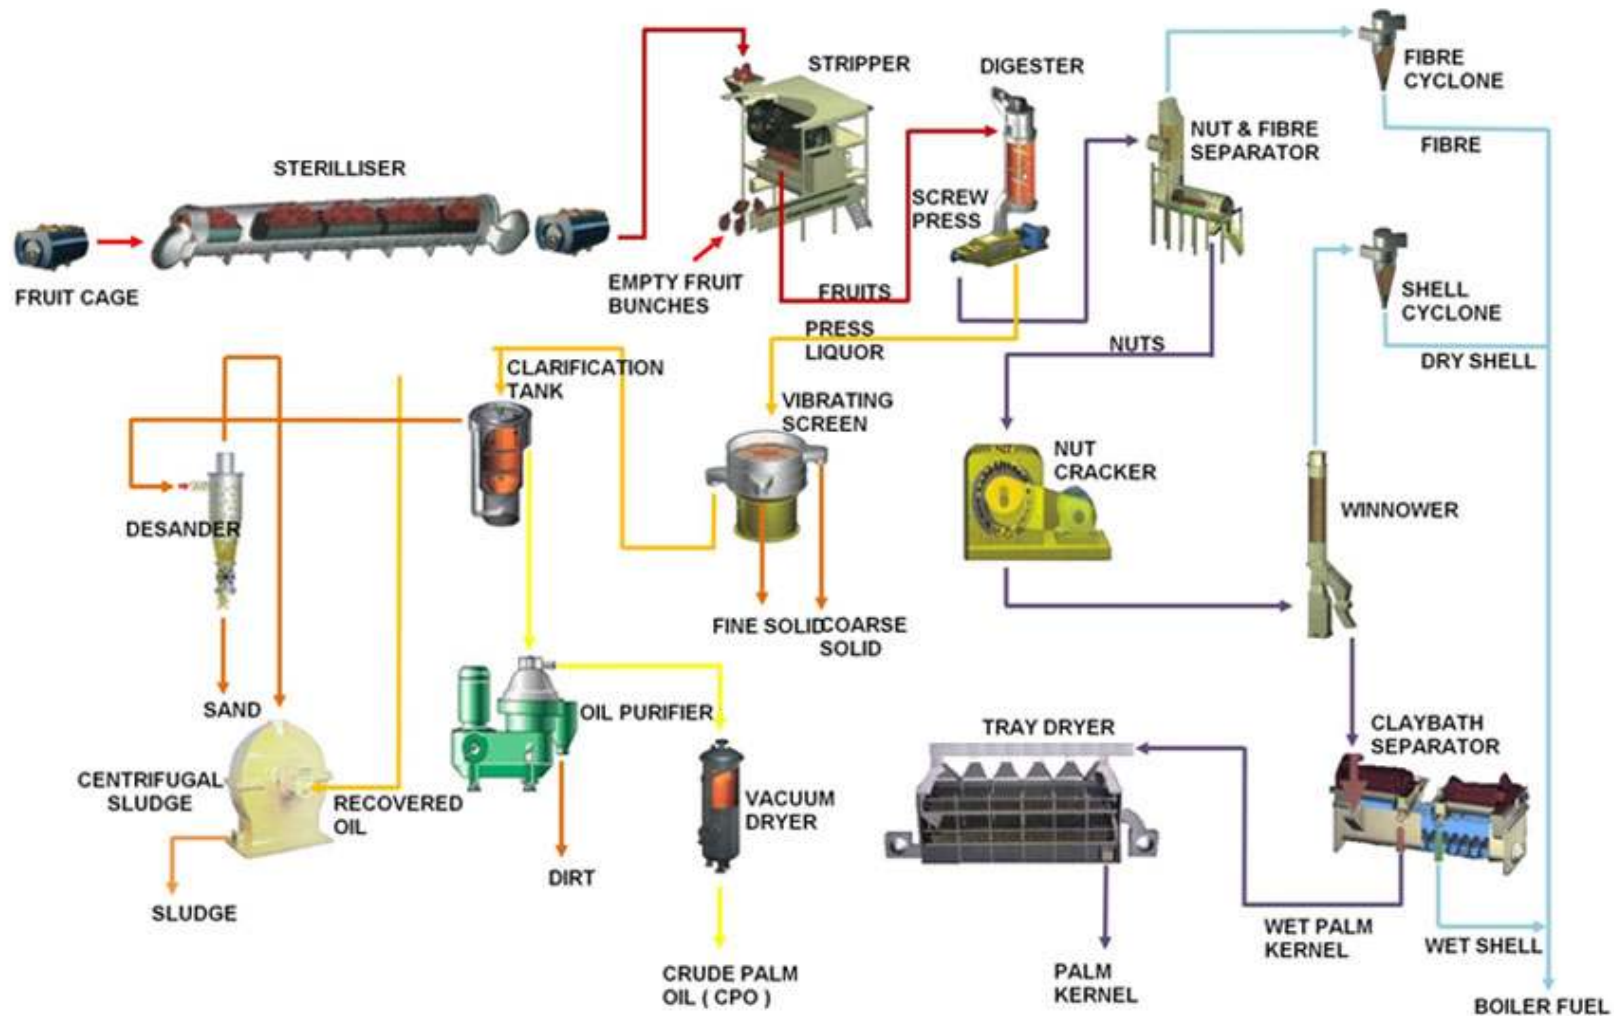 STRIPPER
DIGESTER
FIBRE
CYCLONE
NUT & FIBRE
SEPARATOR
FIBRE
STERILLISER
SCREW
PRESS
FRUIT CAGE
EMPTY FRUIT
BUNCHES
FRUITS
SHELL
CYCLONE
PRESS
LIQUOR
NUTS
DRY SHELL
CLARIFICATION
TANK
VIBRATING
SCREEN
NUT
CRACKER
WINNOWER
DESANDER
FINE SOLID
COARSE
SOLID
SAND
OIL PURIFIER
TRAY DRYER
CLAYBATH
SEPARATOR
CENTRIFUGAL
SLUDGE
RECOVERED
OIL
VACUUM
DRYER
DIRT
SLUDGE
WET PALM
KERNEL
WET SHELL
CRUDE PALM
OIL ( CPO )
PALM
KERNEL
BOILER FUEL